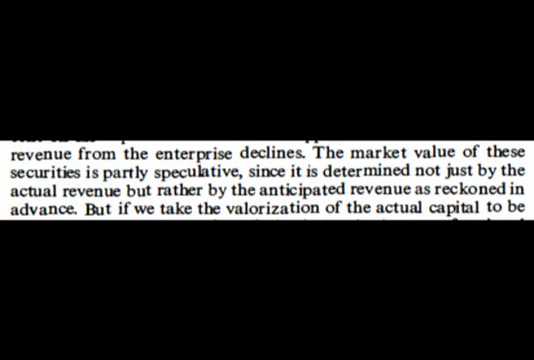 revenue from the enterprise declines. The market value of these
securities is partly speculative, since it is determined not just by the
actual revenue but rather by the anticipated revenue as reckoned in
advance. But if we take the valorization of the actual capital to be